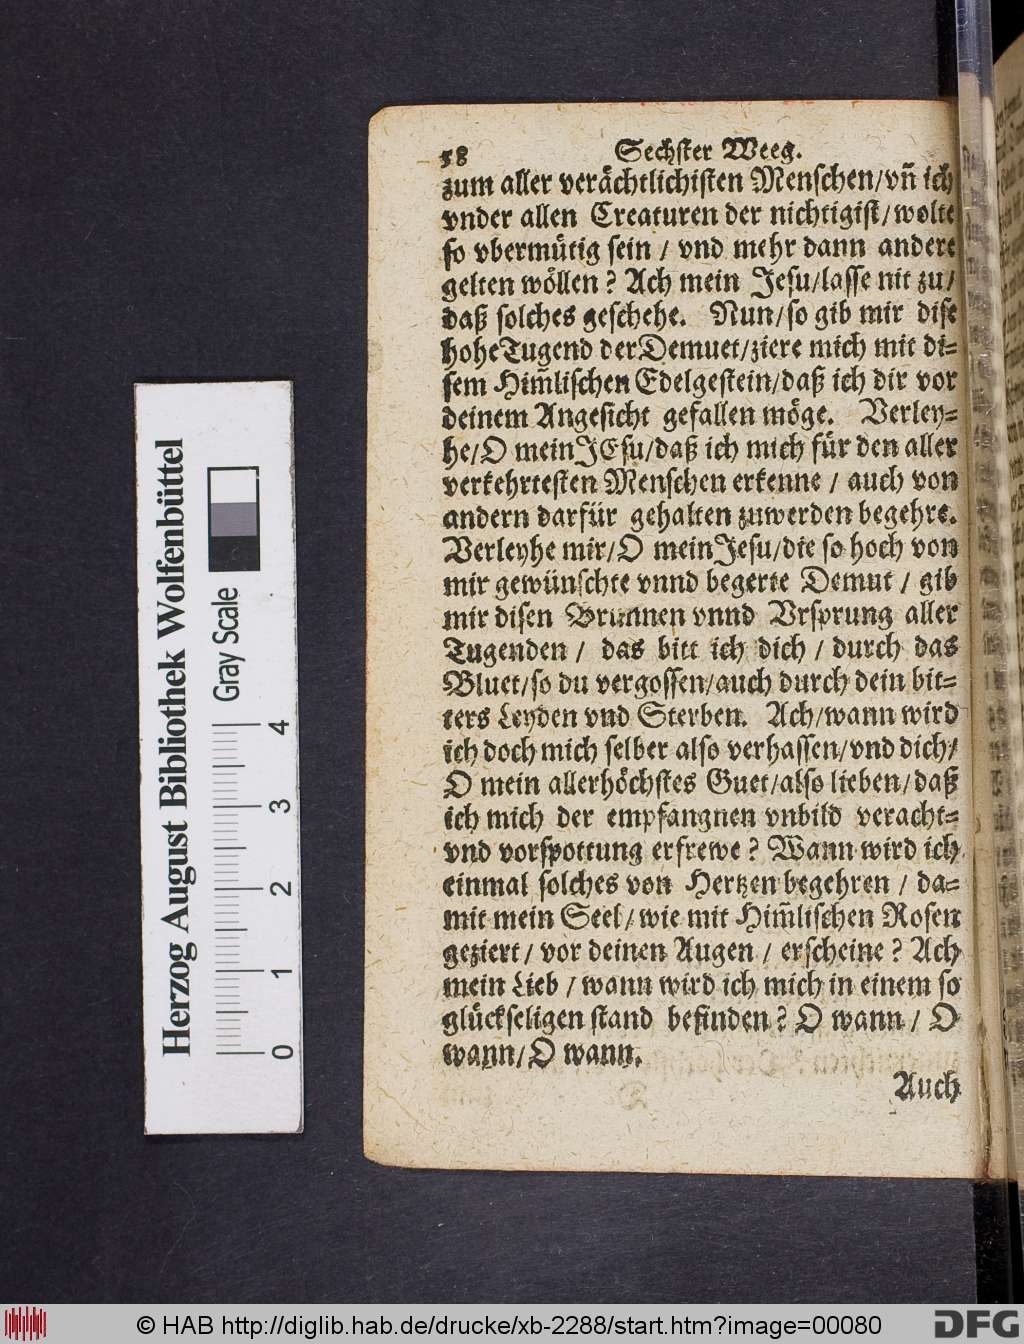 58 Sechster Weeg.
zum aller verächtlichisten Menschen/vñ ich
vnder allen Creaturen der nichtigist/wolte
so vbermütig sein / vnd mehr dann andere
gelten wöllen? Ach mein Jesu/lasse nit zu/
daß solches geschehe. Nun/so gib mir dise
hohe Tugend der Demuet/ziere mich mit di=
sem Him̃lischen Edelgestein/daß ich dir vor
deinem Angesicht gefallen möge. Verley=
he/O mein JEsu/daß ich mich für den aller
verkehrtesten Menschen erkenne / auch von
andern darfür gehalten zuwerden begehre.
Verleyhe mir/O mein Jesu/die so hoch von
mir gewünschte vnnd begerte Demut / gib
mir disen Brunnen vnnd Vrsprung aller
Tugenden / das bitt ich dich / durch das
Bluet/so du vergossen/auch durch dein bit=
ters Leyden vnd Sterben. Ach/wann wird
ich doch mich selber also verhassen/vnd dich/
O mein allerhöchstes Guet/also lieben/daß
ich mich der empfangnen vnbild veracht=
vnd vorspottung erfrewe? Wann wird ich
einmal solches von Hertzen begehren / da=
mit mein Seel/wie mit Him̃lischen Rosen
geziert/ vor deinen Augen / erscheine? Ach
mein Lieb / wann wird ich mich in einem so
glückseligen stand befinden? O wann / O
wann/O wann.
Auch
Herzog August Bibliothek Wolfenbüttel
Gray Scale
0 1 2 3 4
© HAB http://diglib.hab.de/drucke/xb-2288/start.htm?image=00080
DFG